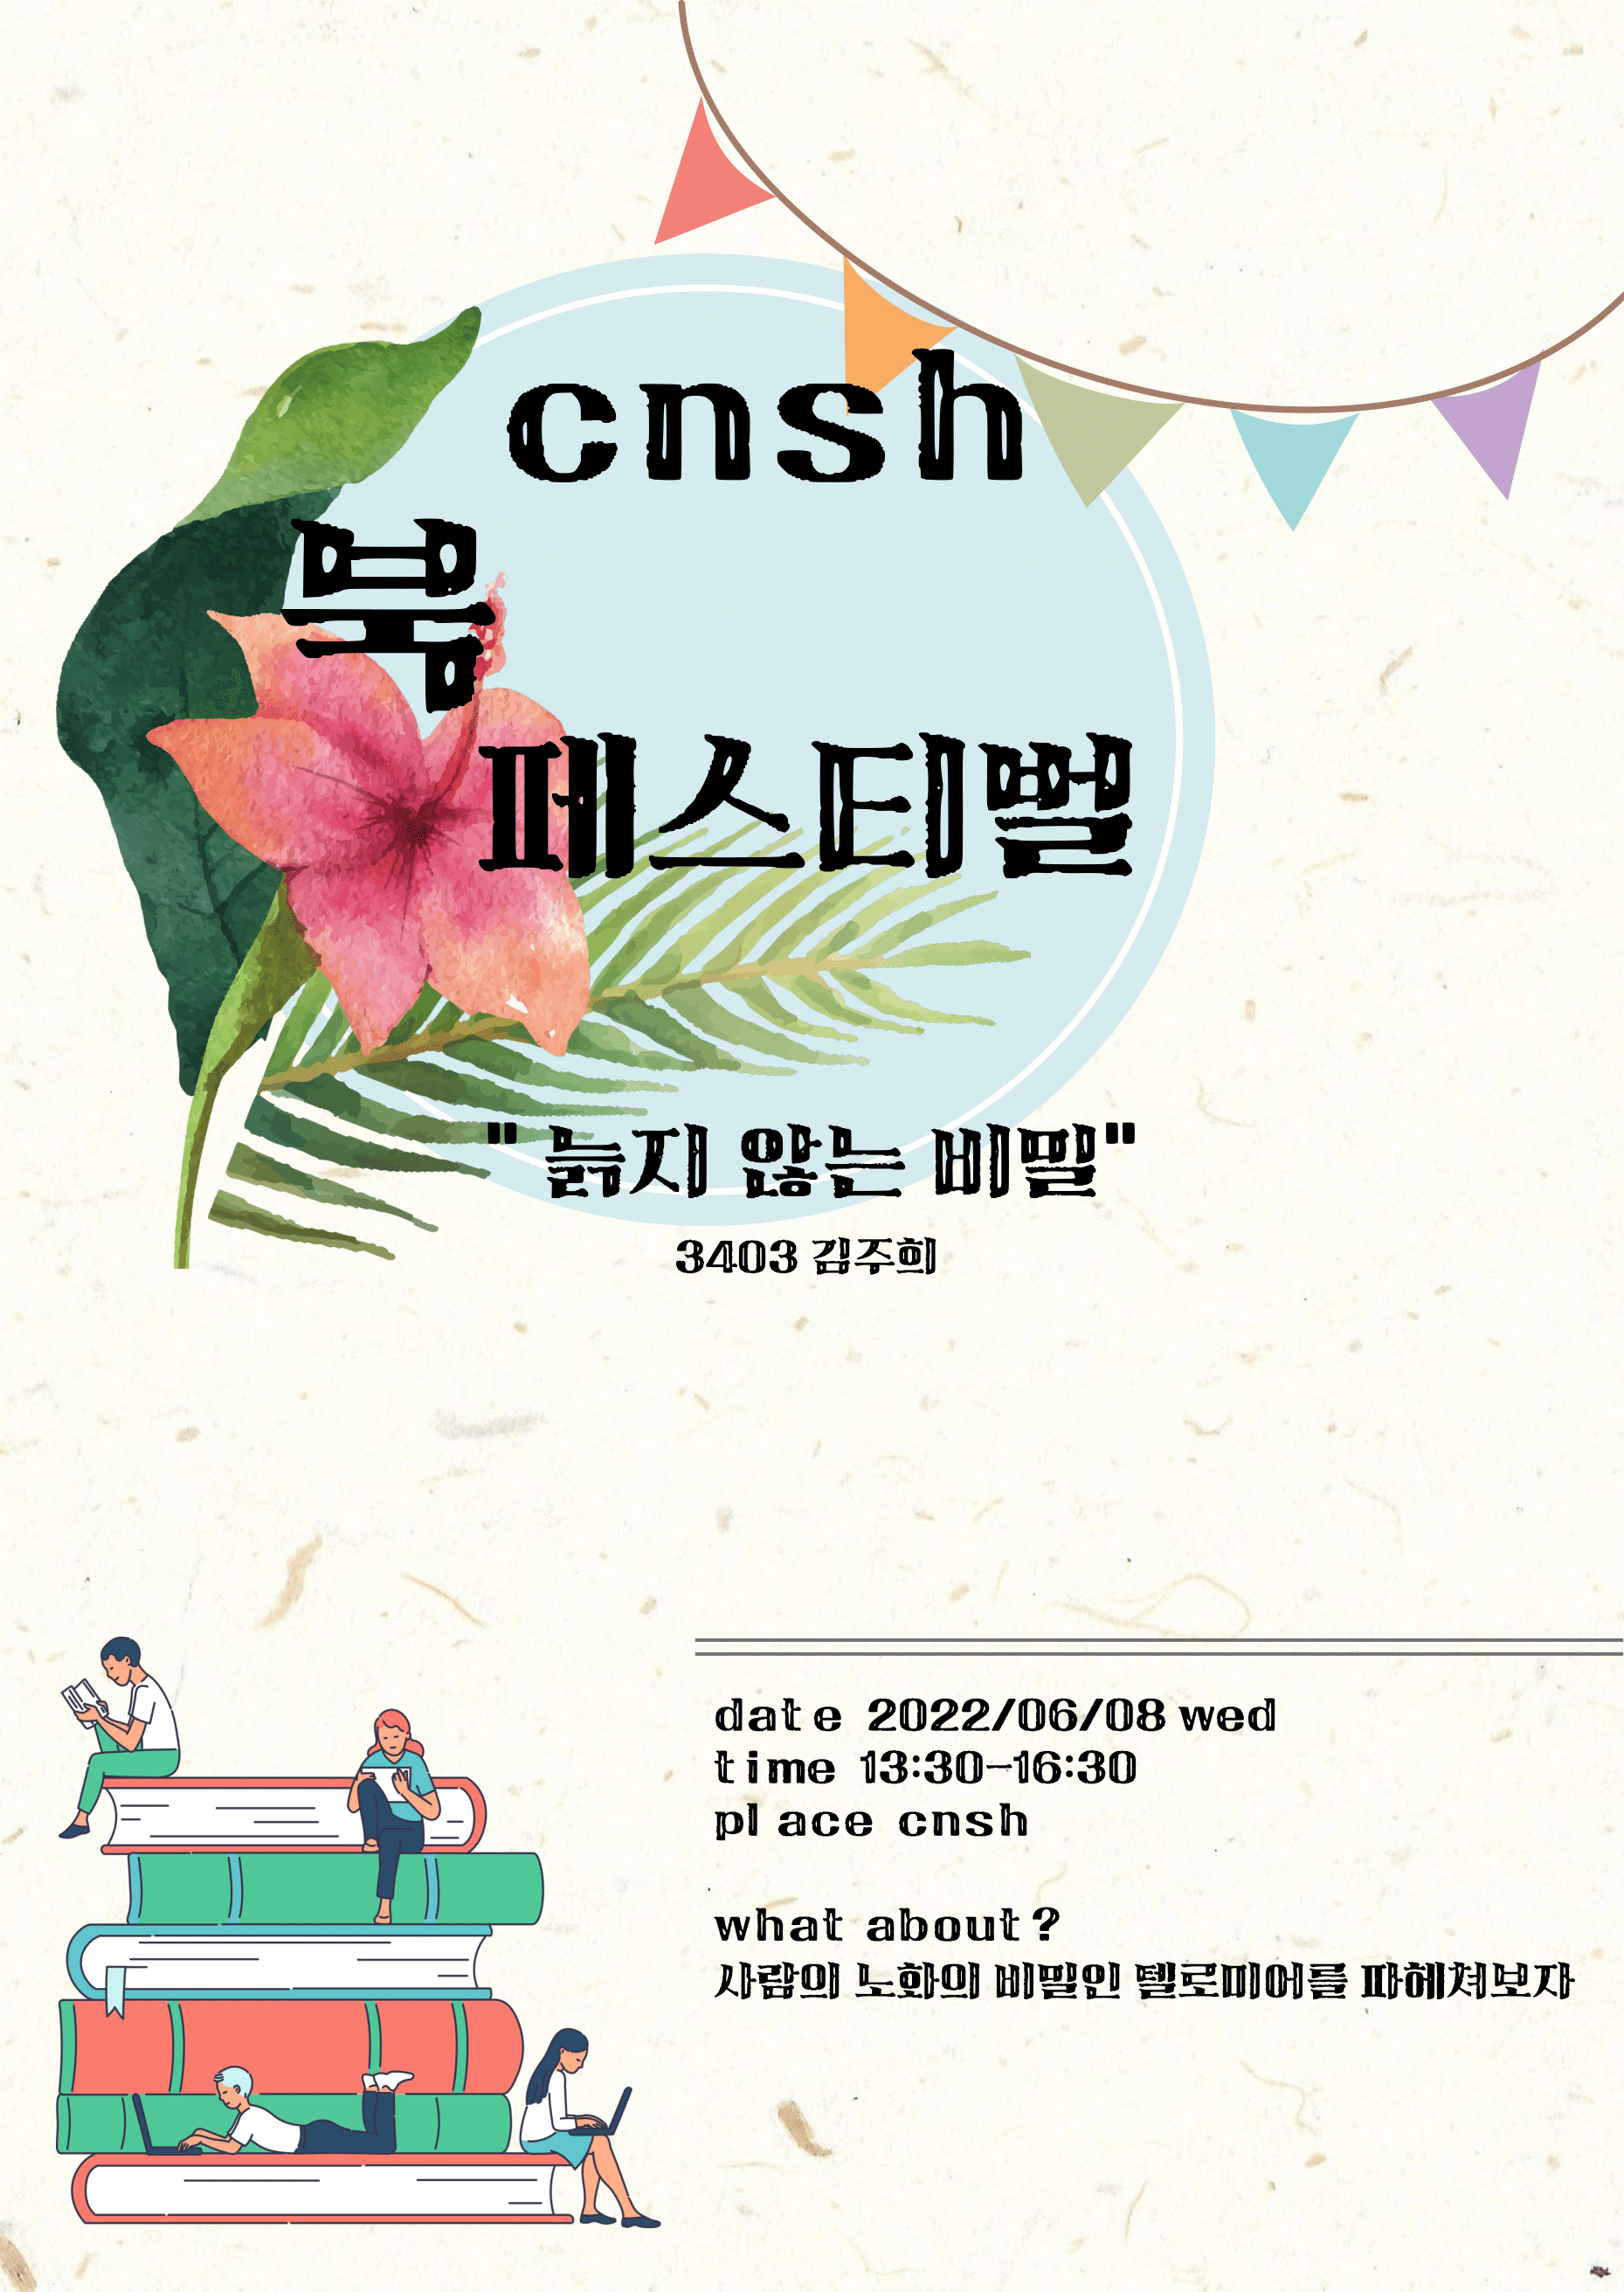 cnsh
북
페스티벌
"늙지 않는 비밀"
3403 김주희
date 2022/06/08 wed
time 13:30-16:30
place cnsh
what about?
사람의 노화의 비밀인 텔로미어를 파헤쳐보자